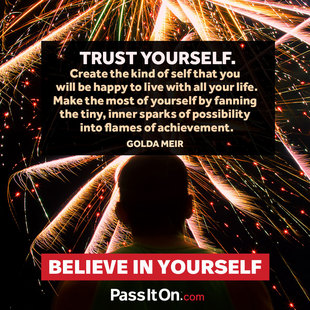 TRUST YOURSELF.
Create the kind of self that you
will be happy to live with all your life.
Make the most of yourself by fanning
the tiny, inner sparks of possibility
into flames of achievement.
GOLDA MEIR
BELIEVE IN YOURSELF
PassItOn.com